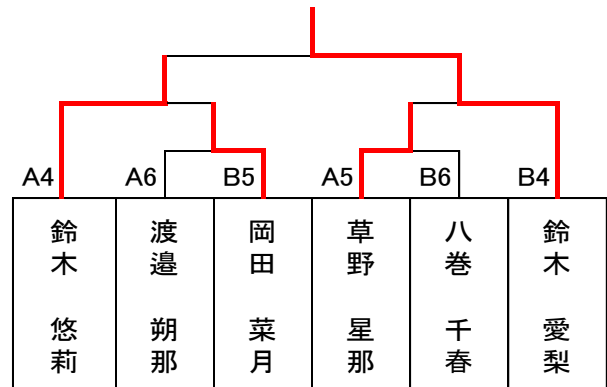 A4 A6 B5 A5 B6 B4
鈴木 悠莉
渡邉 朔那
岡田 菜月
草野 星那
八巻 千春
鈴木 愛梨